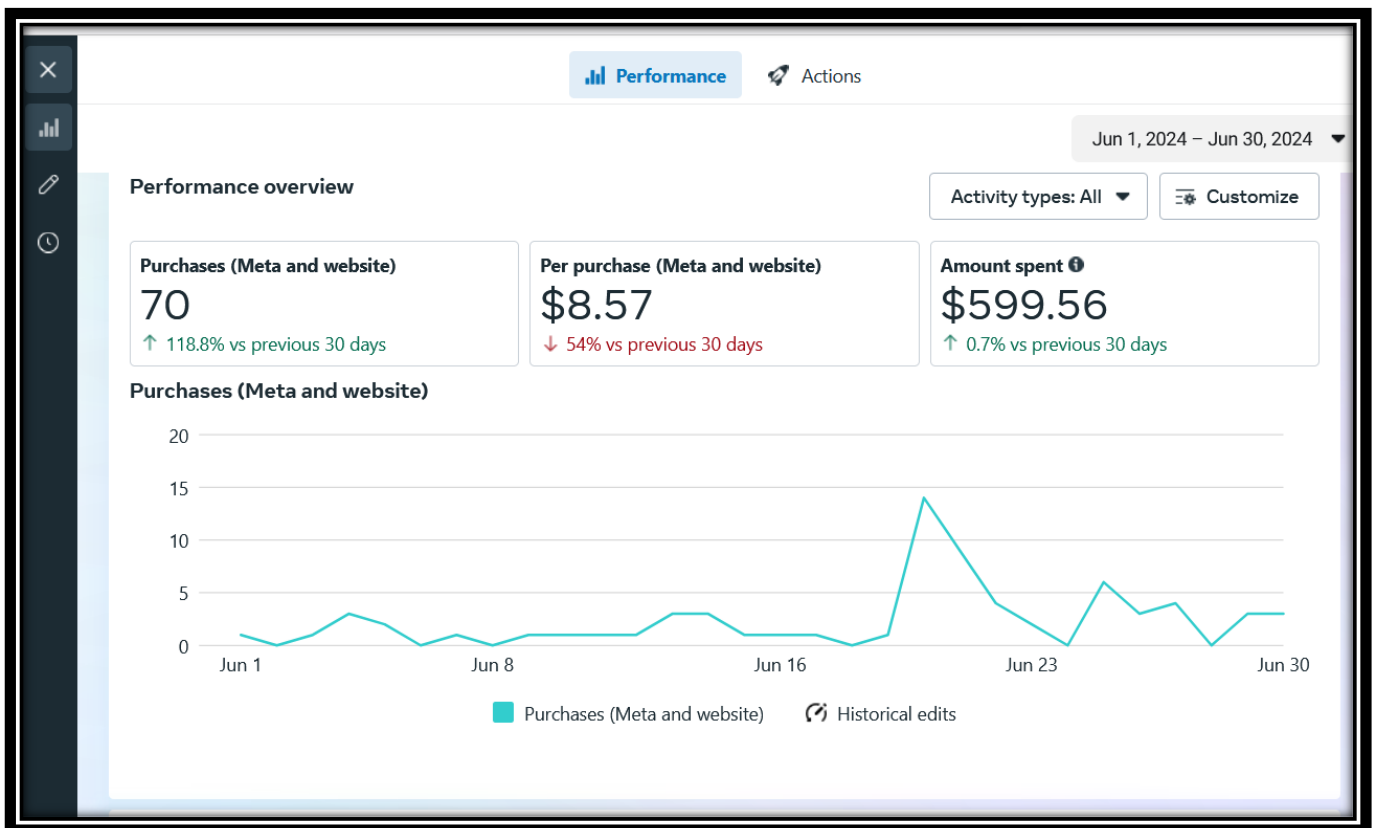 Performance
Actions
Jun 1, 2024 – Jun 30, 2024
Performance overview
Activity types: All
Customize
Purchases (Meta and website)
70
↑ 118.8% vs previous 30 days
Per purchase (Meta and website)
$8.57
↓ 54% vs previous 30 days
Amount spent
$599.56
↑ 0.7% vs previous 30 days
Purchases (Meta and website)
20
15
10
5
0
Jun 1
Jun 8
Jun 16
Jun 23
Jun 30
Purchases (Meta and website)
Historical edits